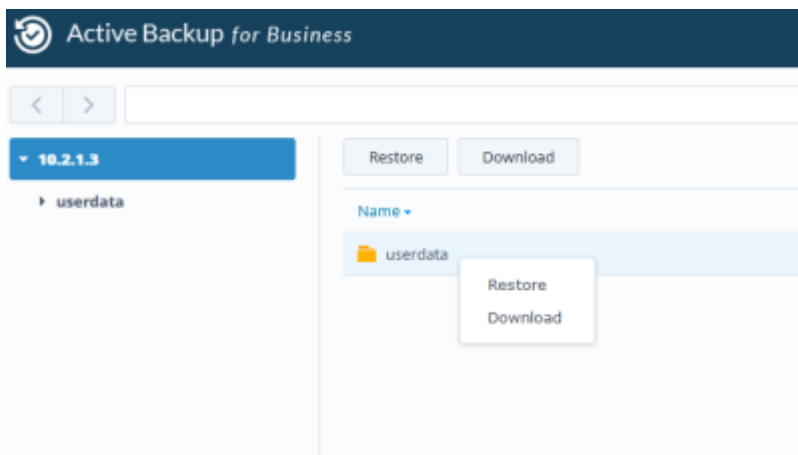 Active Backup for Business
10.2.1.3
userdata
Restore Download
Name
userdata
Restore
Download